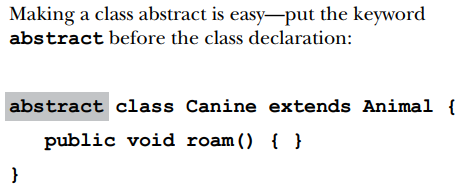 Making a class abstract is easy—put the keyword
abstract before the class declaration:
abstract class Canine extends Animal {
public void roam() { }
}